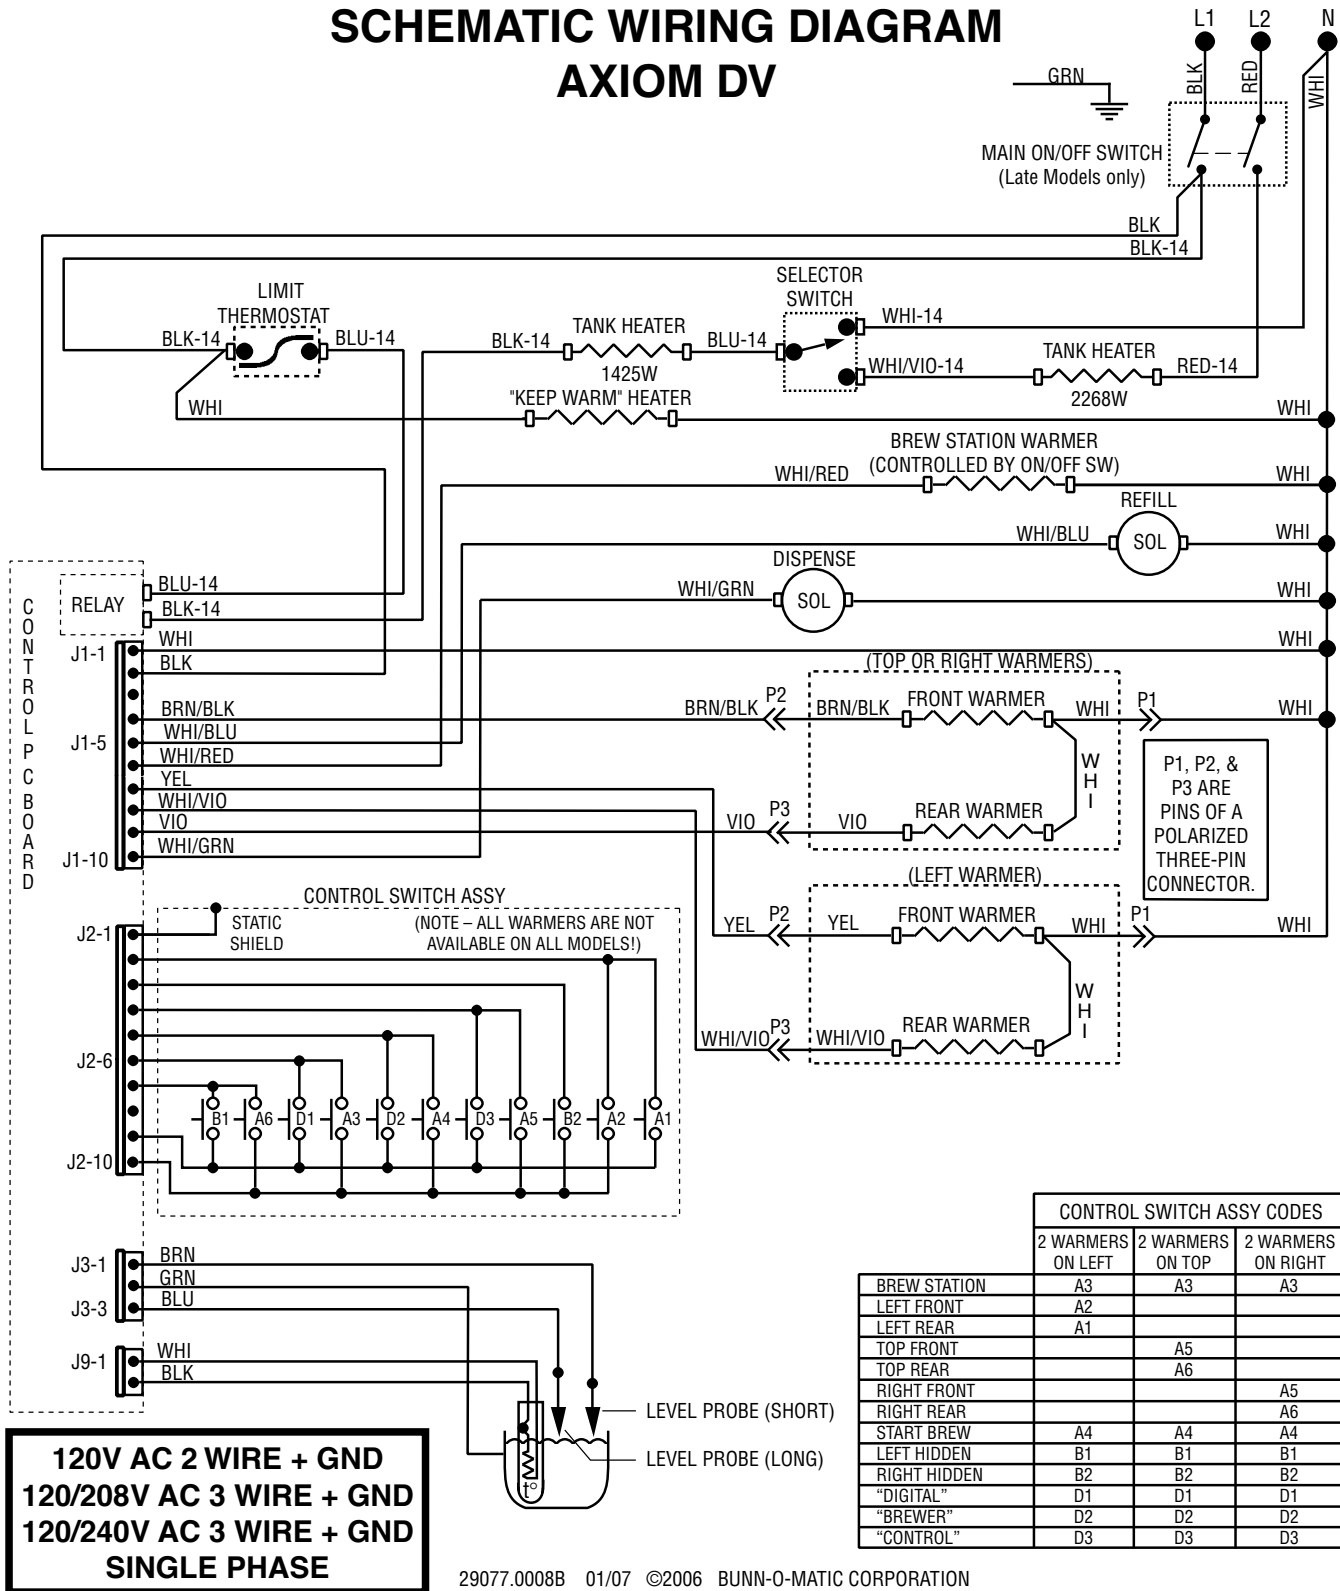 SCHEMATIC WIRING DIAGRAM
AXIOM DV
L1 L2 N
GRN
BLK
RED
WHI
MAIN ON/OFF SWITCH
(Late Models only)
BLK
BLK-14
LIMIT
THERMOSTAT
BLK-14
BLU-14
BLK-14
TANK HEATER
1425W
BLU-14
SELECTOR
SWITCH
WHI-14
WHI/VIO-14
TANK HEATER
2268W
RED-14
WHI
"KEEP WARM" HEATER
WHI
BREW STATION WARMER
(CONTROLLED BY ON/OFF SW)
WHI/RED
WHI
REFILL
WHI/BLU
SOL
WHI
DISPENSE
WHI/GRN
SOL
WHI
CONTROL P C BOARD
RELAY
BLU-14
BLK-14
J1-1
WHI
WHI
BLK
BRN/BLK
J1-5
WHI/BLU
WHI/RED
YEL
WHI/VIO
VIO
J1-10
WHI/GRN
(TOP OR RIGHT WARMERS)
BRN/BLK
P2
BRN/BLK
FRONT WARMER
WHI
P1
WHI
WHI
VIO
P3
VIO
REAR WARMER
P1, P2, &
P3 ARE
PINS OF A
POLARIZED
THREE-PIN
CONNECTOR.
(LEFT WARMER)
YEL
P2
YEL
FRONT WARMER
WHI
P1
WHI
WHI
WHI/VIO
P3
WHI/VIO
REAR WARMER
CONTROL SWITCH ASSY
J2-1
STATIC
SHIELD
(NOTE – ALL WARMERS ARE NOT
AVAILABLE ON ALL MODELS!)
J2-6
B1 A6 D1 A3 D2 A4 D3 A5 B2 A2 A1
J2-10
J3-1
BRN
GRN
J3-3
BLU
J9-1
WHI
BLK
LEVEL PROBE (SHORT)
LEVEL PROBE (LONG)
t°
CONTROL SWITCH ASSY CODES
2 WARMERS ON LEFT 2 WARMERS ON TOP 2 WARMERS ON RIGHT
BREW STATION A3 A3 A3
LEFT FRONT A2
LEFT REAR A1
TOP FRONT A5
TOP REAR A6
RIGHT FRONT A5
RIGHT REAR A6
START BREW A4 A4 A4
LEFT HIDDEN B1 B1 B1
RIGHT HIDDEN B2 B2 B2
“DIGITAL” D1 D1 D1
“BREWER” D2 D2 D2
“CONTROL” D3 D3 D3
120V AC 2 WIRE + GND
120/208V AC 3 WIRE + GND
120/240V AC 3 WIRE + GND
SINGLE PHASE
29077.0008B 01/07 ©2006 BUNN-O-MATIC CORPORATION